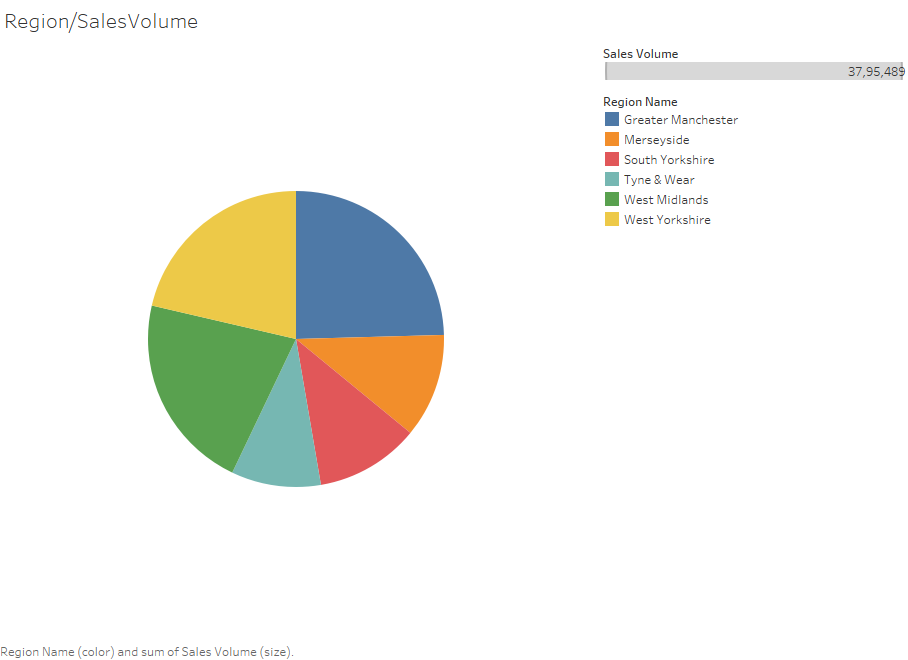 Region/SalesVolume
Sales Volume
37,95,489
Region Name
Greater Manchester
Merseyside
South Yorkshire
Tyne & Wear
West Midlands
West Yorkshire
Region Name (color) and sum of Sales Volume (size).